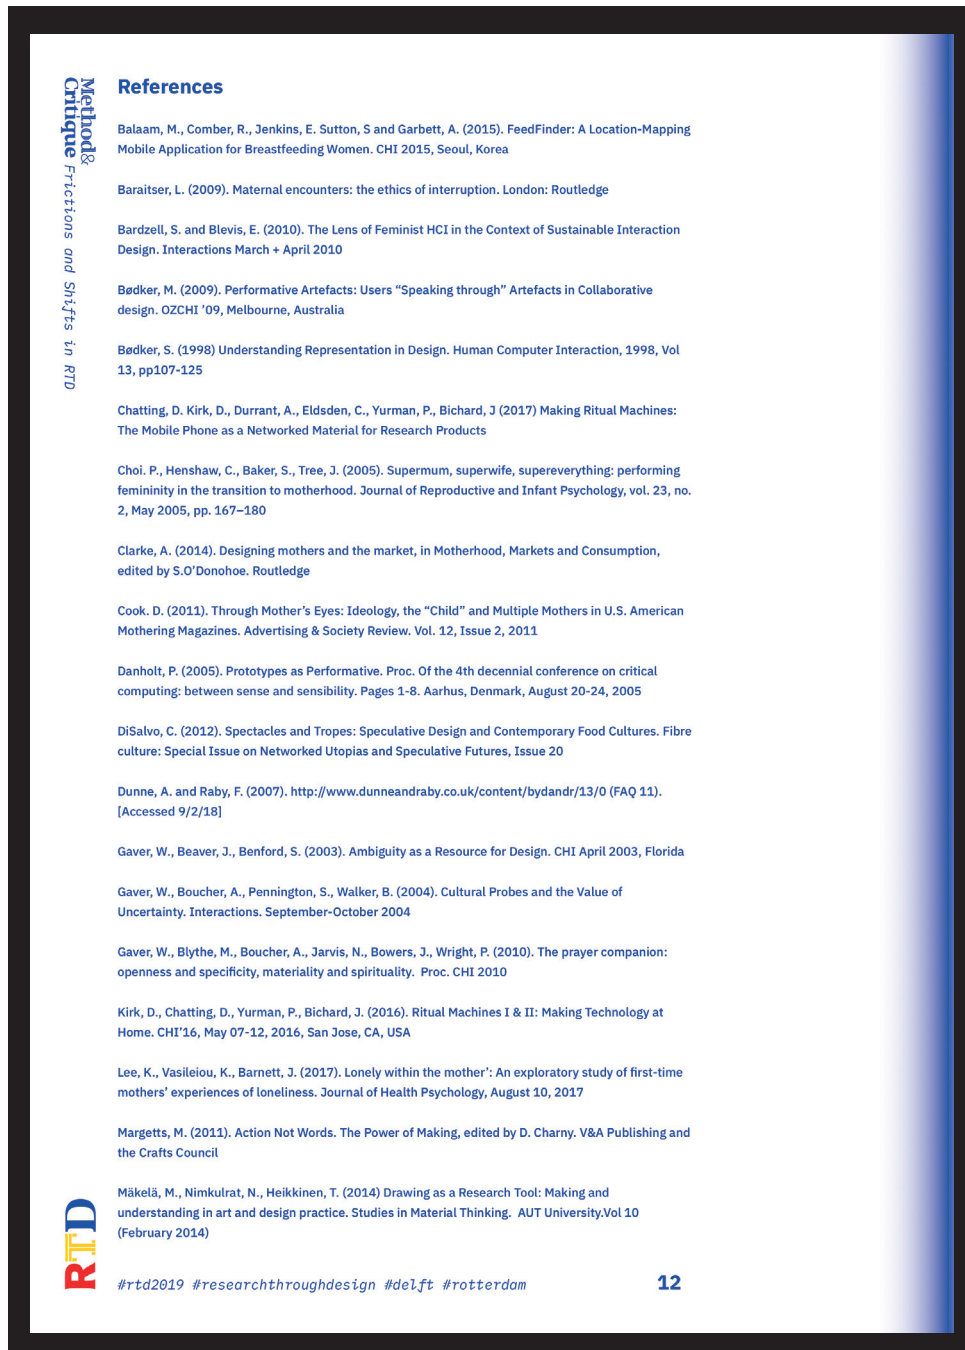 Method&
Critique Frictions and Shifts in RTD
References
Balaam, M., Comber, R., Jenkins, E. Sutton, S and Garbett, A. (2015). FeedFinder: A Location-Mapping
Mobile Application for Breastfeeding Women. CHI 2015, Seoul, Korea
Baraitser, L. (2009). Maternal encounters: the ethics of interruption. London: Routledge
Bardzell, S. and Blevis, E. (2010). The Lens of Feminist HCI in the Context of Sustainable Interaction
Design. Interactions March + April 2010
Bødker, M. (2009). Performative Artefacts: Users “Speaking through” Artefacts in Collaborative
design. OZCHI ’09, Melbourne, Australia
Bødker, S. (1998) Understanding Representation in Design. Human Computer Interaction, 1998, Vol
13, pp107-125
Chatting, D. Kirk, D., Durrant, A., Eldsden, C., Yurman, P., Bichard, J (2017) Making Ritual Machines:
The Mobile Phone as a Networked Material for Research Products
Choi. P., Henshaw, C., Baker, S., Tree, J. (2005). Supermum, superwife, supereverything: performing
femininity in the transition to motherhood. Journal of Reproductive and Infant Psychology, vol. 23, no.
2, May 2005, pp. 167–180
Clarke, A. (2014). Designing mothers and the market, in Motherhood, Markets and Consumption,
edited by S.O’Donohoe. Routledge
Cook. D. (2011). Through Mother’s Eyes: Ideology, the “Child” and Multiple Mothers in U.S. American
Mothering Magazines. Advertising & Society Review. Vol. 12, Issue 2, 2011
Danholt, P. (2005). Prototypes as Performative. Proc. Of the 4th decennial conference on critical
computing: between sense and sensibility. Pages 1-8. Aarhus, Denmark, August 20-24, 2005
DiSalvo, C. (2012). Spectacles and Tropes: Speculative Design and Contemporary Food Cultures. Fibre
culture: Special Issue on Networked Utopias and Speculative Futures, Issue 20
Dunne, A. and Raby, F. (2007). http://www.dunneandraby.co.uk/content/bydandr/13/0 (FAQ 11).
[Accessed 9/2/18]
Gaver, W., Beaver, J., Benford, S. (2003). Ambiguity as a Resource for Design. CHI April 2003, Florida
Gaver, W., Boucher, A., Pennington, S., Walker, B. (2004). Cultural Probes and the Value of
Uncertainty. Interactions. September-October 2004
Gaver, W., Blythe, M., Boucher, A., Jarvis, N., Bowers, J., Wright, P. (2010). The prayer companion:
openness and specificity, materiality and spirituality.  Proc. CHI 2010
Kirk, D., Chatting, D., Yurman, P., Bichard, J. (2016). Ritual Machines I & II: Making Technology at
Home. CHI’16, May 07-12, 2016, San Jose, CA, USA
Lee, K., Vasileiou, K., Barnett, J. (2017). Lonely within the mother’: An exploratory study of first-time
mothers’ experiences of loneliness. Journal of Health Psychology, August 10, 2017
Margetts, M. (2011). Action Not Words. The Power of Making, edited by D. Charny. V&A Publishing and
the Crafts Council
Mäkelä, M., Nimkulrat, N., Heikkinen, T. (2014) Drawing as a Research Tool: Making and
understanding in art and design practice. Studies in Material Thinking.  AUT University.Vol 10
(February 2014)
RTD
#rtd2019 #researchthroughdesign #delft #rotterdam
12